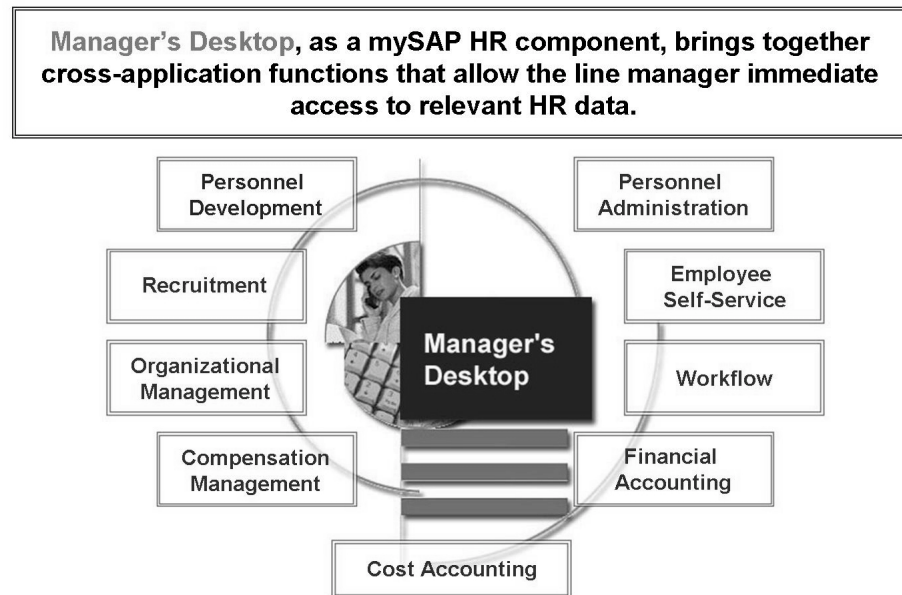 Manager's Desktop, as a mySAP HR component, brings together
cross-application functions that allow the line manager immediate
access to relevant HR data.
Personnel
Development
Personnel
Administration
Recruitment
Employee
Self-Service
Manager's
Desktop
Organizational
Management
Workflow
Compensation
Management
Financial
Accounting
Cost Accounting